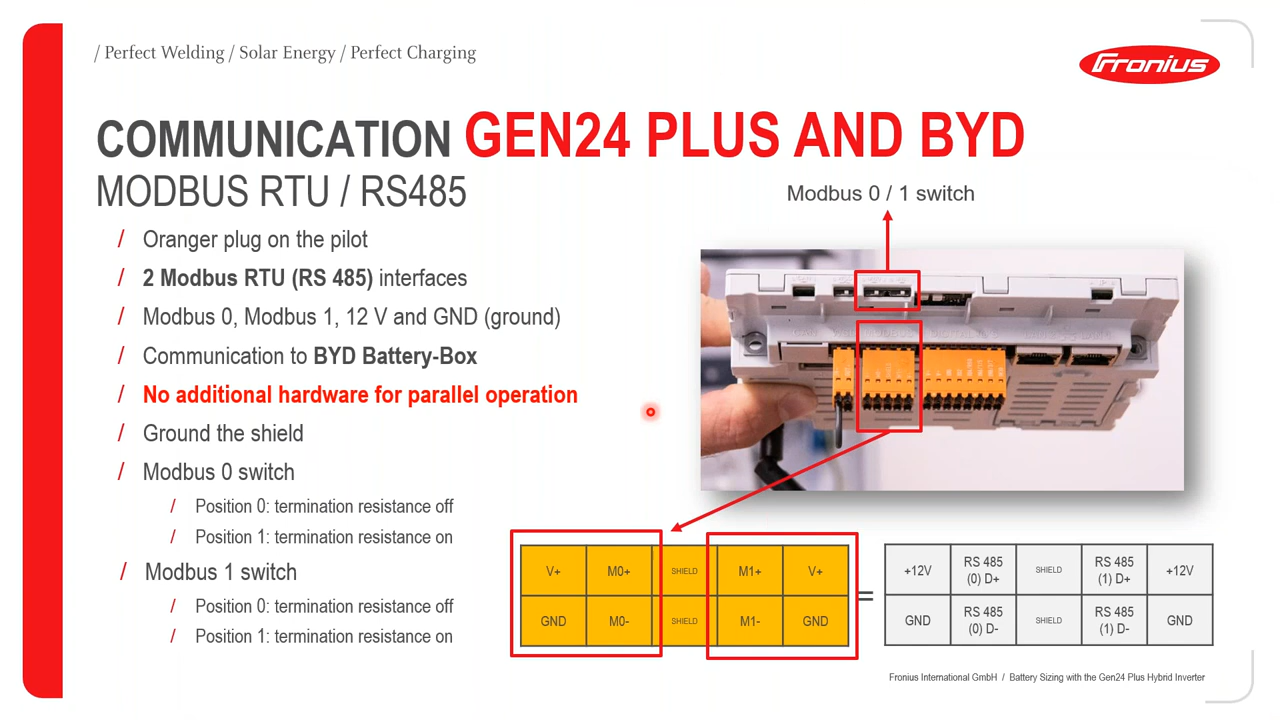 / Perfect Welding / Solar Energy / Perfect Charging
Fronius
COMMUNICATION GEN24 PLUS AND BYD
MODBUS RTU / RS485
Modbus 0 / 1 switch
/ Oranger plug on the pilot
/ 2 Modbus RTU (RS 485) interfaces
/ Modbus 0, Modbus 1, 12 V and GND (ground)
/ Communication to BYD Battery-Box
/ No additional hardware for parallel operation
/ Ground the shield
/ Modbus 0 switch
/ Position 0: termination resistance off
/ Position 1: termination resistance on
/ Modbus 1 switch
/ Position 0: termination resistance off
/ Position 1: termination resistance on
V+ M0+ SHIELD M1+ V+
GND M0- SHIELD M1- GND
=
+12V RS 485 (0) D+ SHIELD RS 485 (1) D+ +12V
GND RS 485 (0) D- SHIELD RS 485 (1) D- GND
Fronius International GmbH / Battery Sizing with the Gen24 Plus Hybrid Inverter